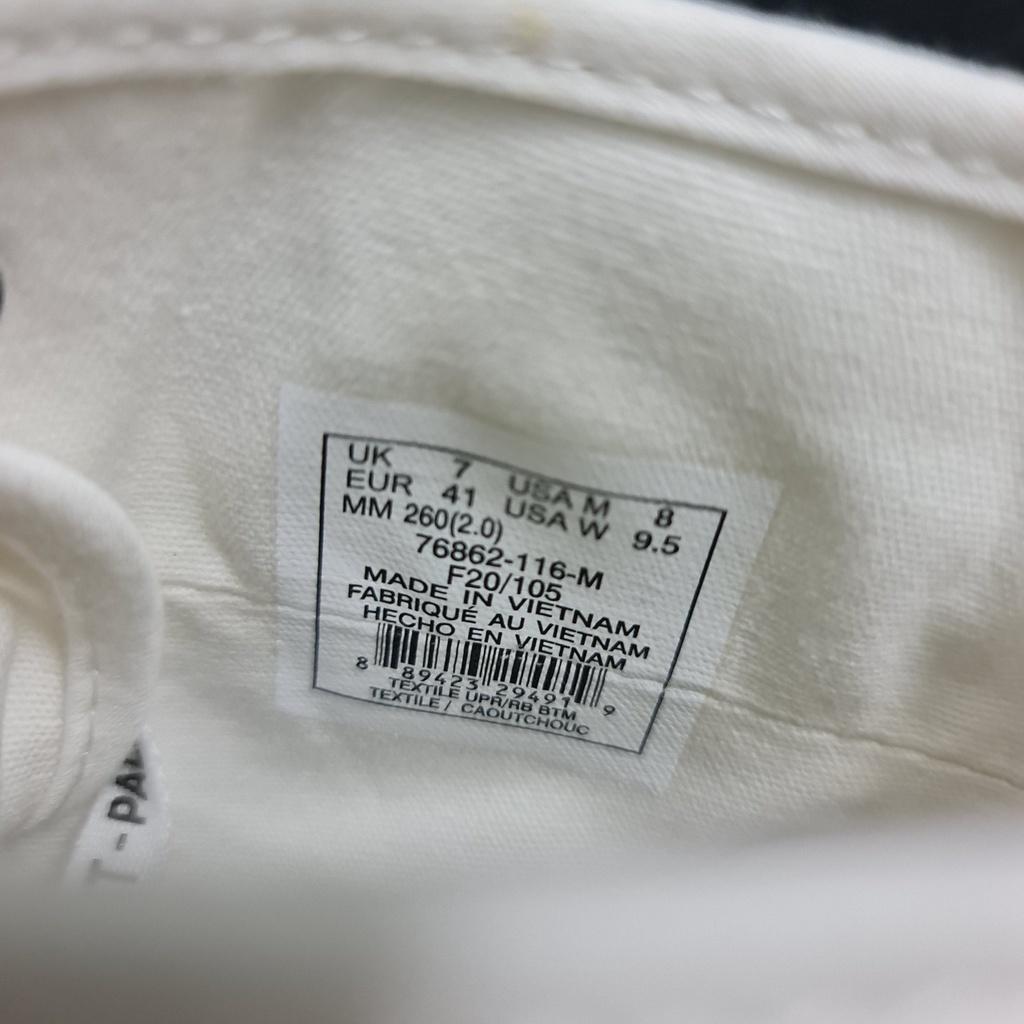 UK 7 USA M 8
EUR 41 USA W 9.5
MM 260(2.0)
76862-116-M
F20/105
MADE IN VIETNAM
FABRIQUÉ AU VIETNAM
HECHO EN VIETNAM
8 89423 29491 9
TEXTILE UPR/RB BTM
TEXTILE / CAOUTCHOUC